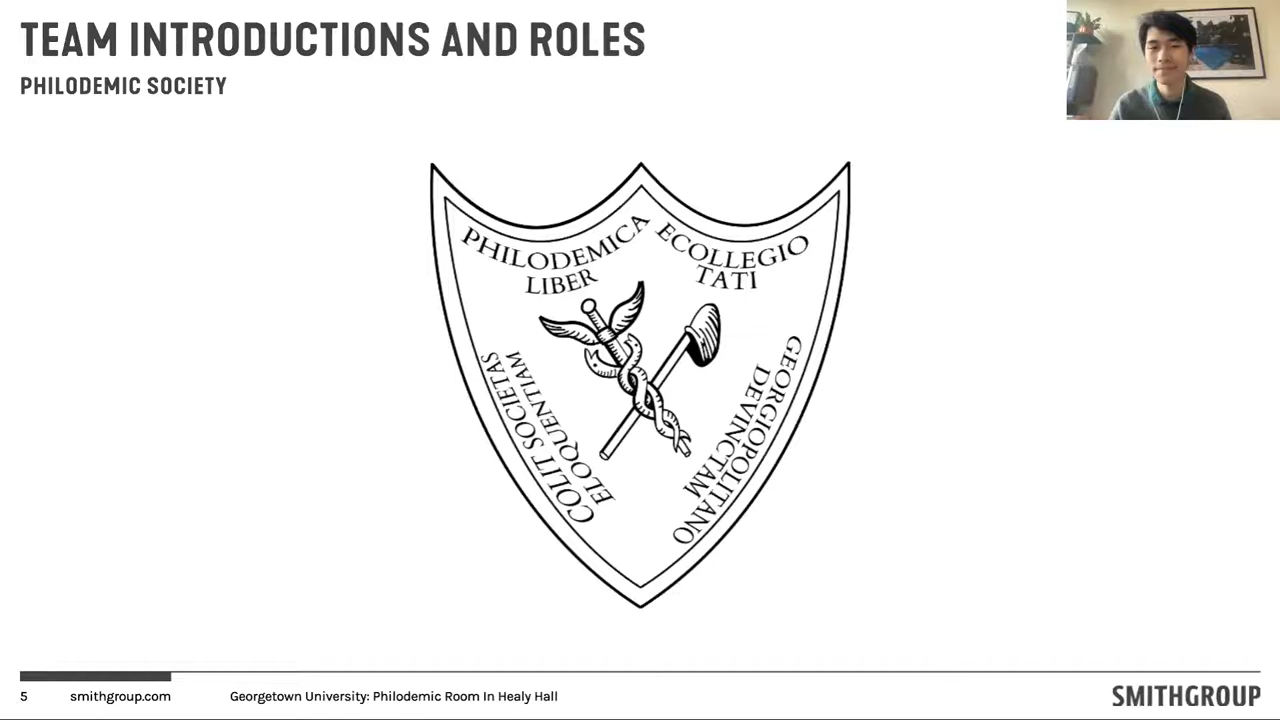 TEAM INTRODUCTIONS AND ROLES
PHILODEMIC SOCIETY
PHILODEMICA
LIBER
ECOLLEGIO
TATI
COLIT SOCIETAS
ELOQUENTIAM
GEORGIOPOLITANO
DEVINCTAM
5 smithgroup.com Georgetown University: Philodemic Room In Healy Hall
SMITHGROUP